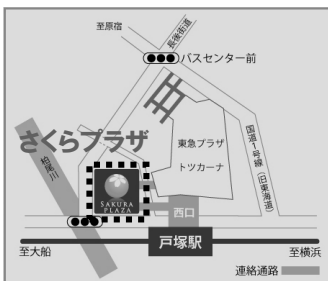 至原宿
長後街道
バスセンター前
さくらプラザ
柏尾川
東急プラザ
トツカーナ
国道1号線(旧東海道)
SAKURA
PLAZA
西口
戸塚駅
至大船
至横浜
連絡通路